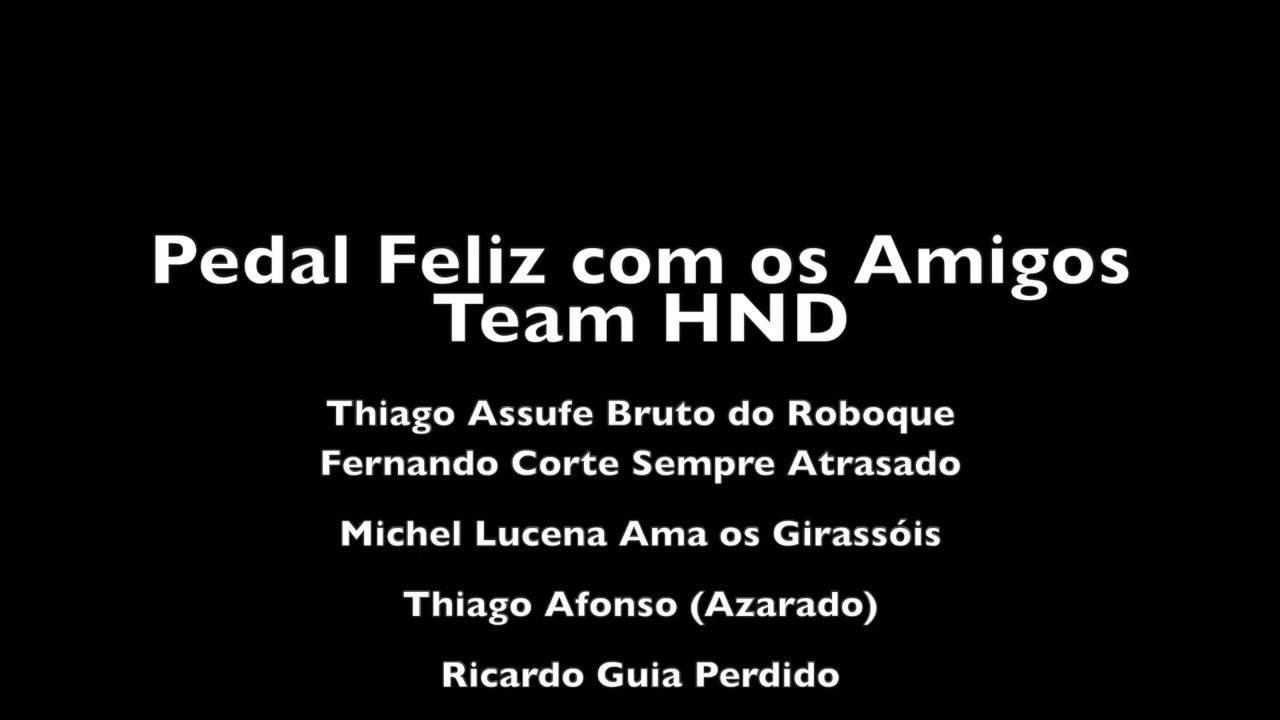 Pedal Feliz com os Amigos
Team HND
Thiago Assufe Bruto do Roboque
Fernando Corte Sempre Atrasado
Michel Lucena Ama os Girassóis
Thiago Afonso (Azarado)
Ricardo Guia Perdido